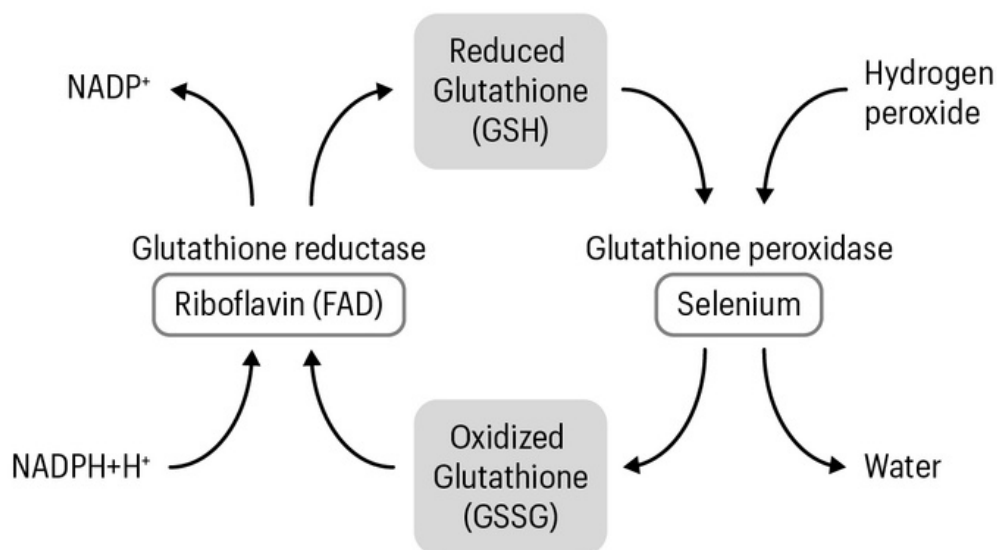 Reduced
Glutathione
(GSH)
NADP⁺
Hydrogen
peroxide
Glutathione reductase
Riboflavin (FAD)
Glutathione peroxidase
Selenium
NADPH+H⁺
Oxidized
Glutathione
(GSSG)
Water